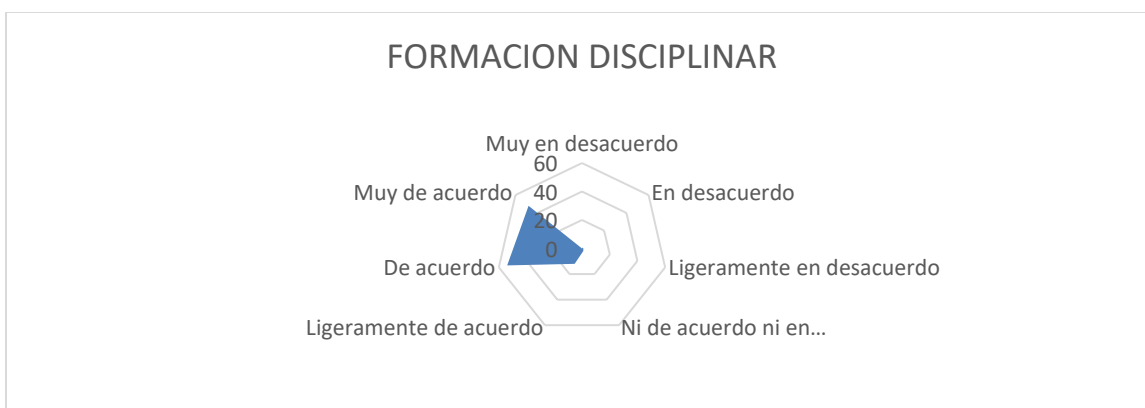 FORMACION DISCIPLINAR
Muy en desacuerdo
60
Muy de acuerdo
40
En desacuerdo
20
0
De acuerdo
Ligeramente en desacuerdo
Ligeramente de acuerdo
Ni de acuerdo ni en…